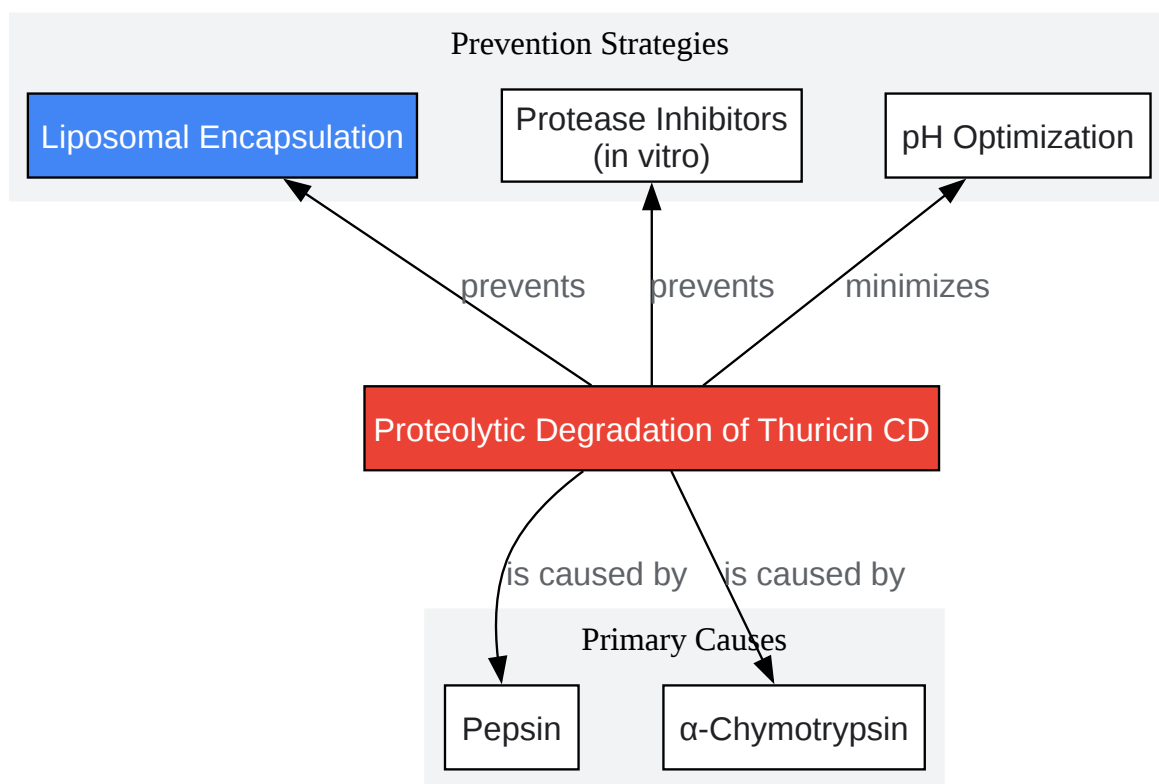 Prevention Strategies
Liposomal Encapsulation
Protease Inhibitors
(in vitro)
pH Optimization
prevents
prevents
minimizes
Proteolytic Degradation of Thuricin CD
is caused by
is caused by
Primary Causes
Pepsin
α-Chymotrypsin